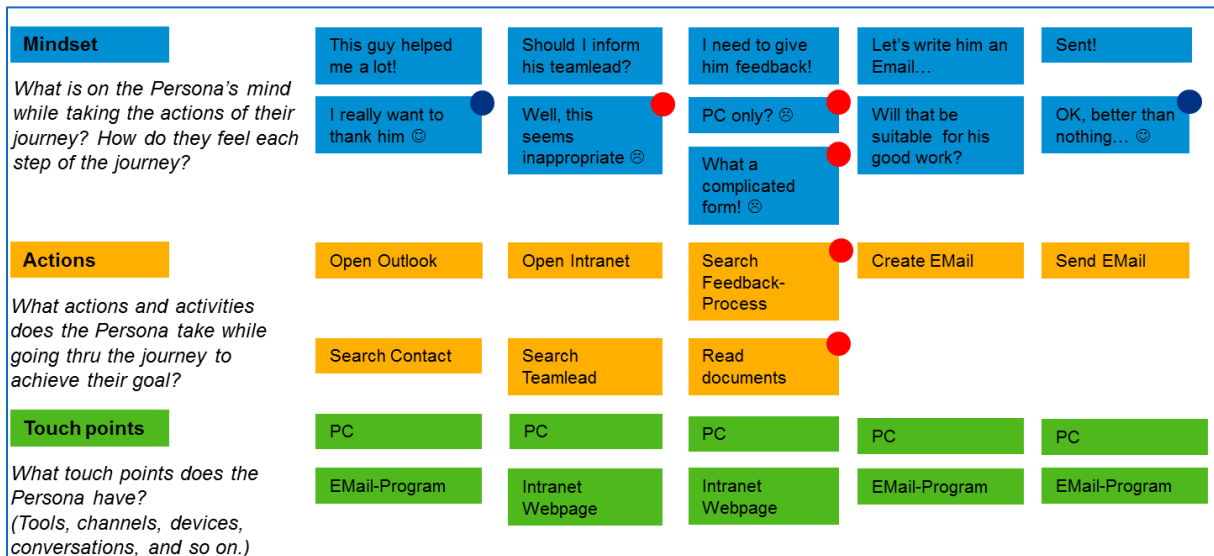 Mindset
What is on the Persona's mind
while taking the actions of their
journey? How do they feel each
step of the journey?
This guy helped
me a lot!
Should I inform
his teamlead?
I need to give
him feedback!
Let's write him an
Email…
Sent!
I really want to
thank him ☺
Well, this
seems
inappropriate ☹
PC only? ☹
What a
complicated
form! ☹
Will that be
suitable for his
good work?
OK, better than
nothing… ☺
Actions
What actions and activities
does the Persona take while
going thru the journey to
achieve their goal?
Open Outlook
Open Intranet
Search
Feedback-
Process
Create EMail
Send EMail
Search Contact
Search
Teamlead
Read
documents
Touch points
What touch points does the
Persona have?
(Tools, channels, devices,
conversations, and so on.)
PC
PC
PC
PC
PC
EMail-Program
Intranet
Webpage
Intranet
Webpage
EMail-Program
EMail-Program